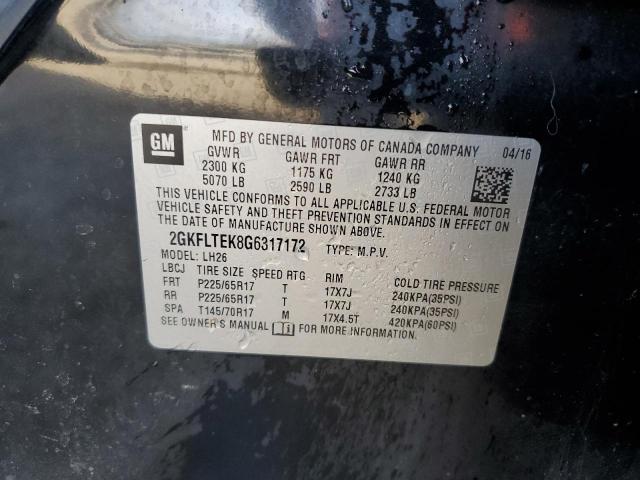 GM
MFD BY GENERAL MOTORS OF CANADA COMPANY 04/16
GVWR GAWR FRT GAWR RR
2300 KG 1175 KG 1240 KG
5070 LB 2590 LB 2733 LB
THIS VEHICLE CONFORMS TO ALL APPLICABLE U.S. FEDERAL MOTOR
VEHICLE SAFETY AND THEFT PREVENTION STANDARDS IN EFFECT ON
THE DATE OF MANUFACTURE SHOWN ABOVE.
2GKFLTEK8G6317172 TYPE: M.P.V.
MODEL: LH26
LBCJ TIRE SIZE SPEED RTG RIM COLD TIRE PRESSURE
FRT P225/65R17 T 17X7J 240KPA(35PSI)
RR P225/65R17 T 17X7J 240KPA(35PSI)
SPA T145/70R17 M 17X4.5T 420KPA(60PSI)
SEE OWNER'S MANUAL FOR MORE INFORMATION.